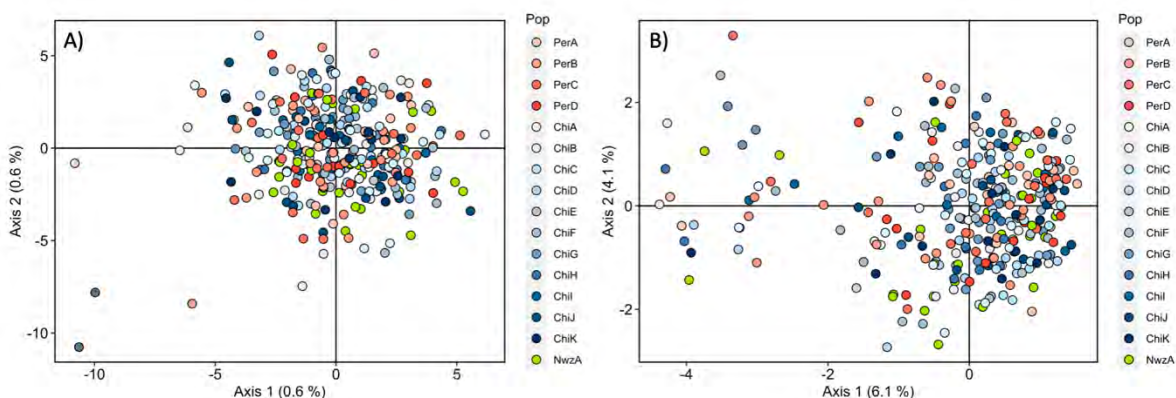 A)
5
0
-5
-10
Axis 2 (0.6 %)
-10
-5
0
5
Axis 1 (0.6 %)
Pop
PerA
PerB
PerC
PerD
ChiA
ChiB
ChiC
ChiD
ChiE
ChiF
ChiG
ChiH
ChiI
ChiJ
ChiK
NwzA
B)
2
0
-2
Axis 2 (4.1 %)
-4
-2
0
Axis 1 (6.1 %)
Pop
PerA
PerB
PerC
PerD
ChiA
ChiB
ChiC
ChiD
ChiE
ChiF
ChiG
ChiH
ChiI
ChiJ
ChiK
NwzA